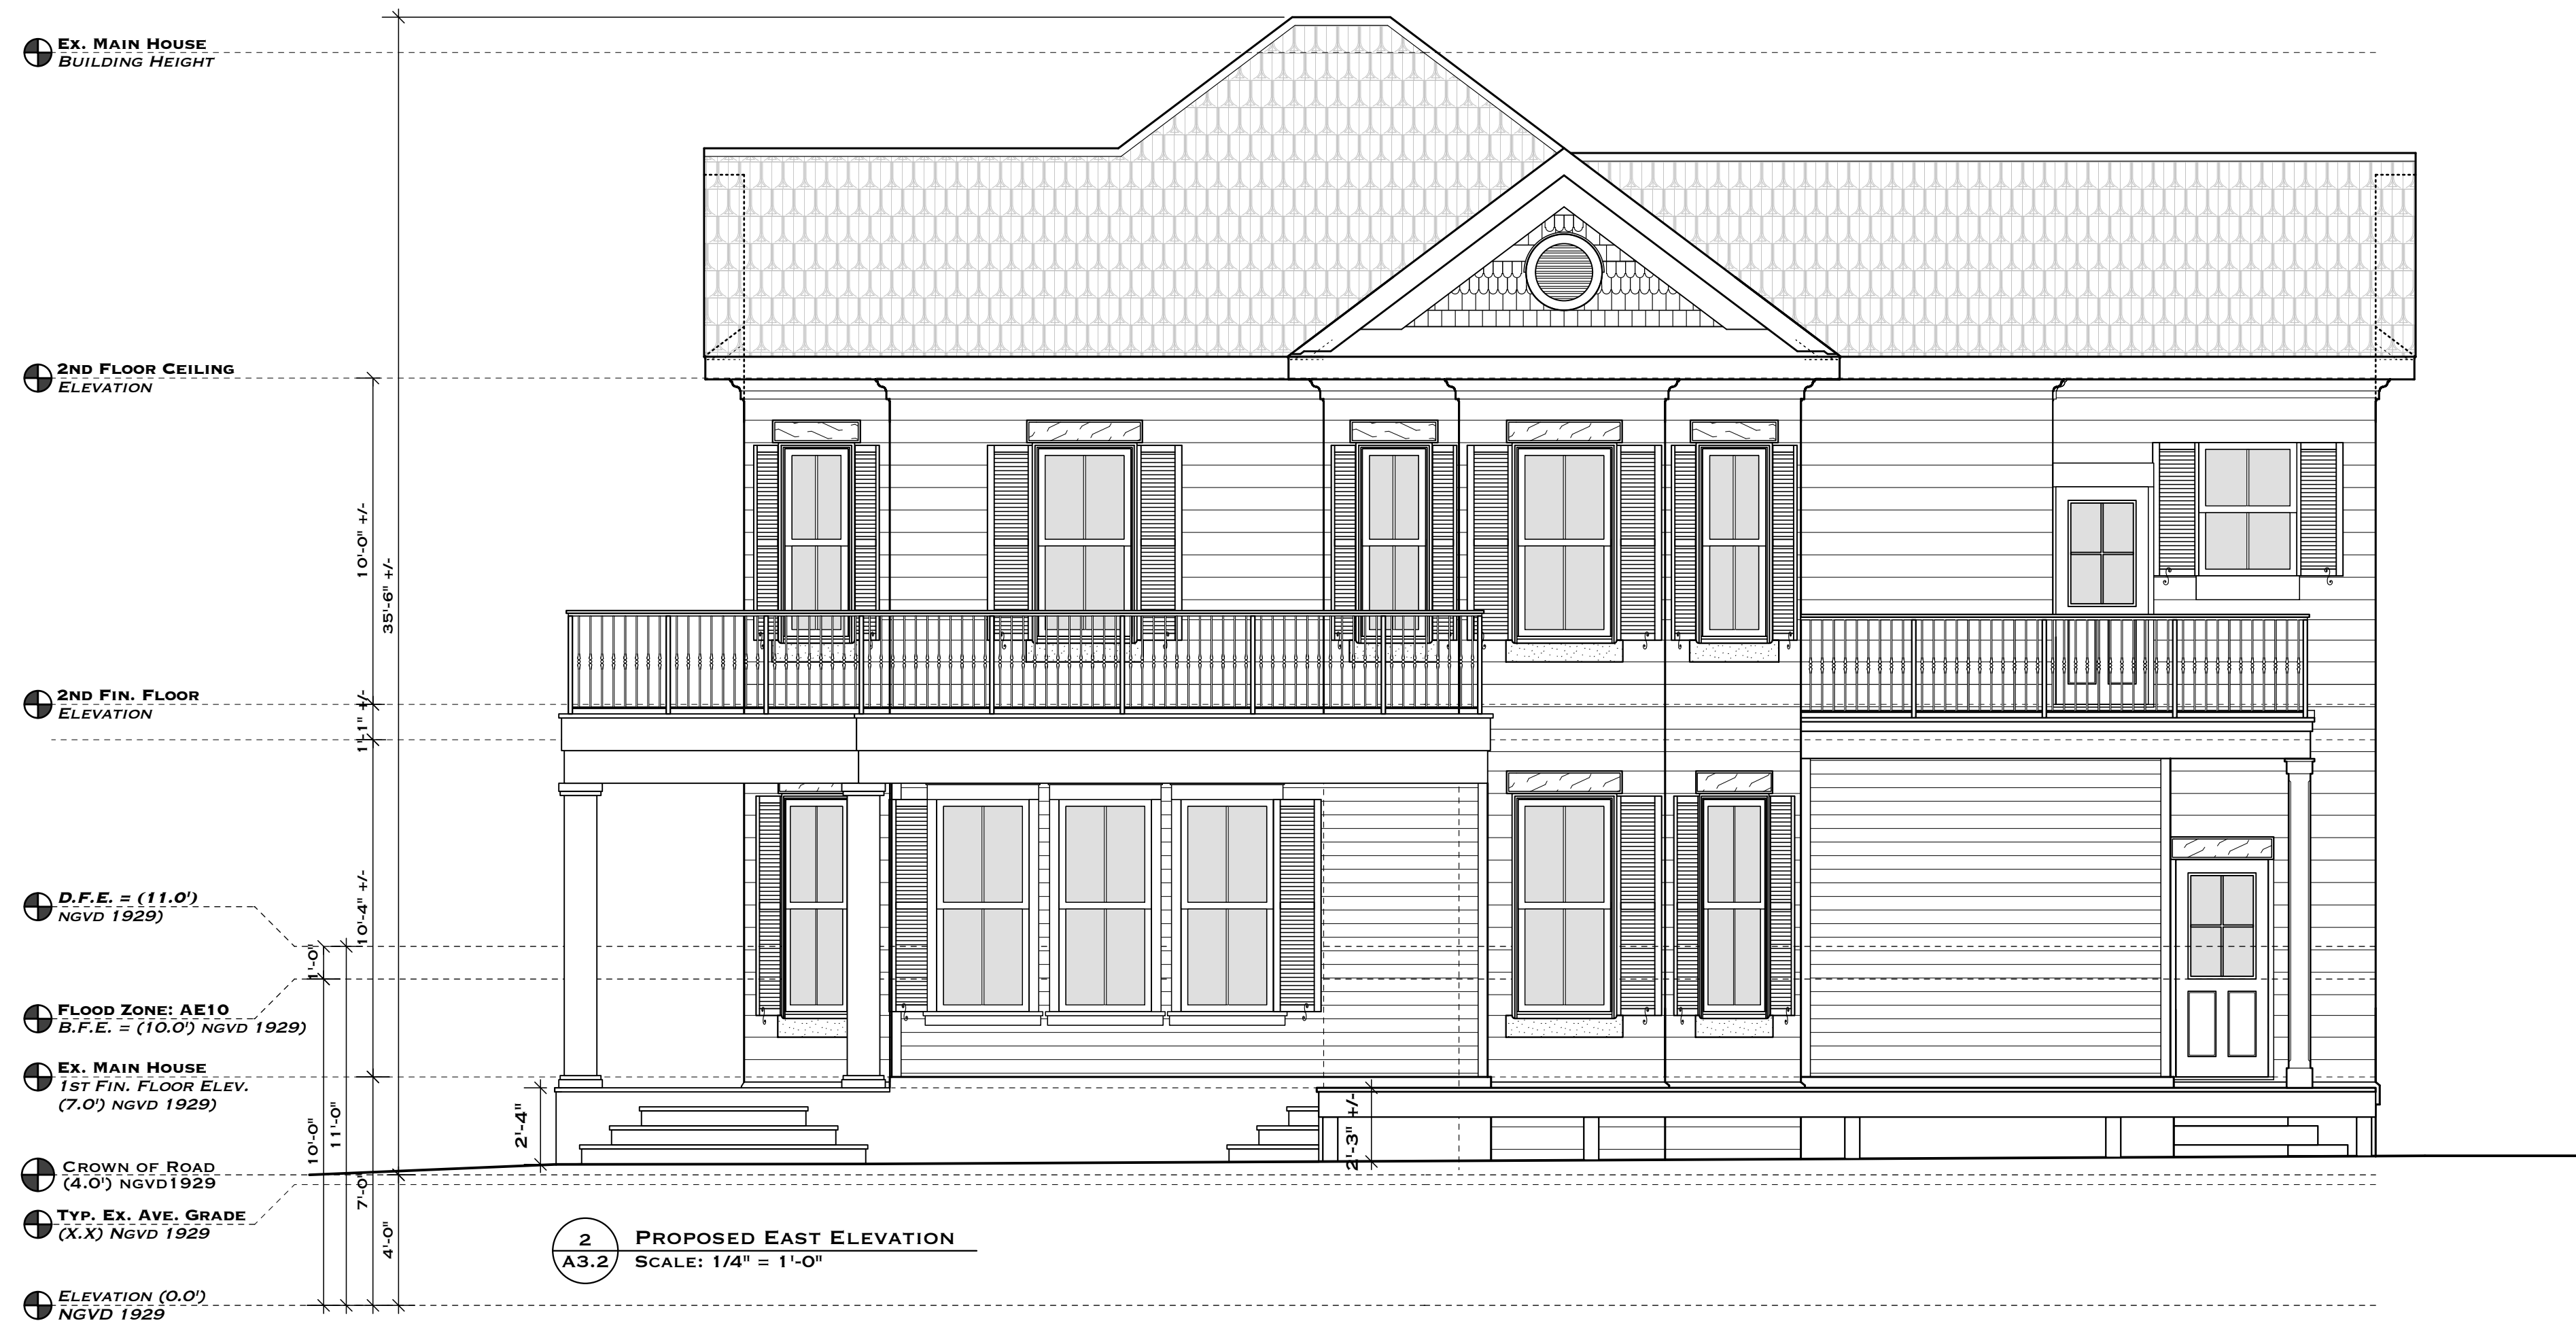 Ex. Main House
Building Height
2nd Floor Ceiling
Elevation
10'-0" +/-
35'-6" +/-
2nd Fin. Floor
Elevation
1'-1" +/-
10'-4" +/-
D.F.E. = (11.0')
NGVD 1929)
1'-0"
Flood Zone: AE10
B.F.E. = (10.0') NGVD 1929)
Ex. Main House
1st Fin. Floor Elev.
(7.0') NGVD 1929)
10'-0"
11'-0"
2'-4"
2'-3" +/-
Crown of Road
(4.0') NGVD1929
7'-0"
Typ. Ex. Ave. Grade
(X.X) NGVD 1929
4'-0"
2
A3.2
Proposed East Elevation
Scale: 1/4" = 1'-0"
Elevation (0.0')
NGVD 1929